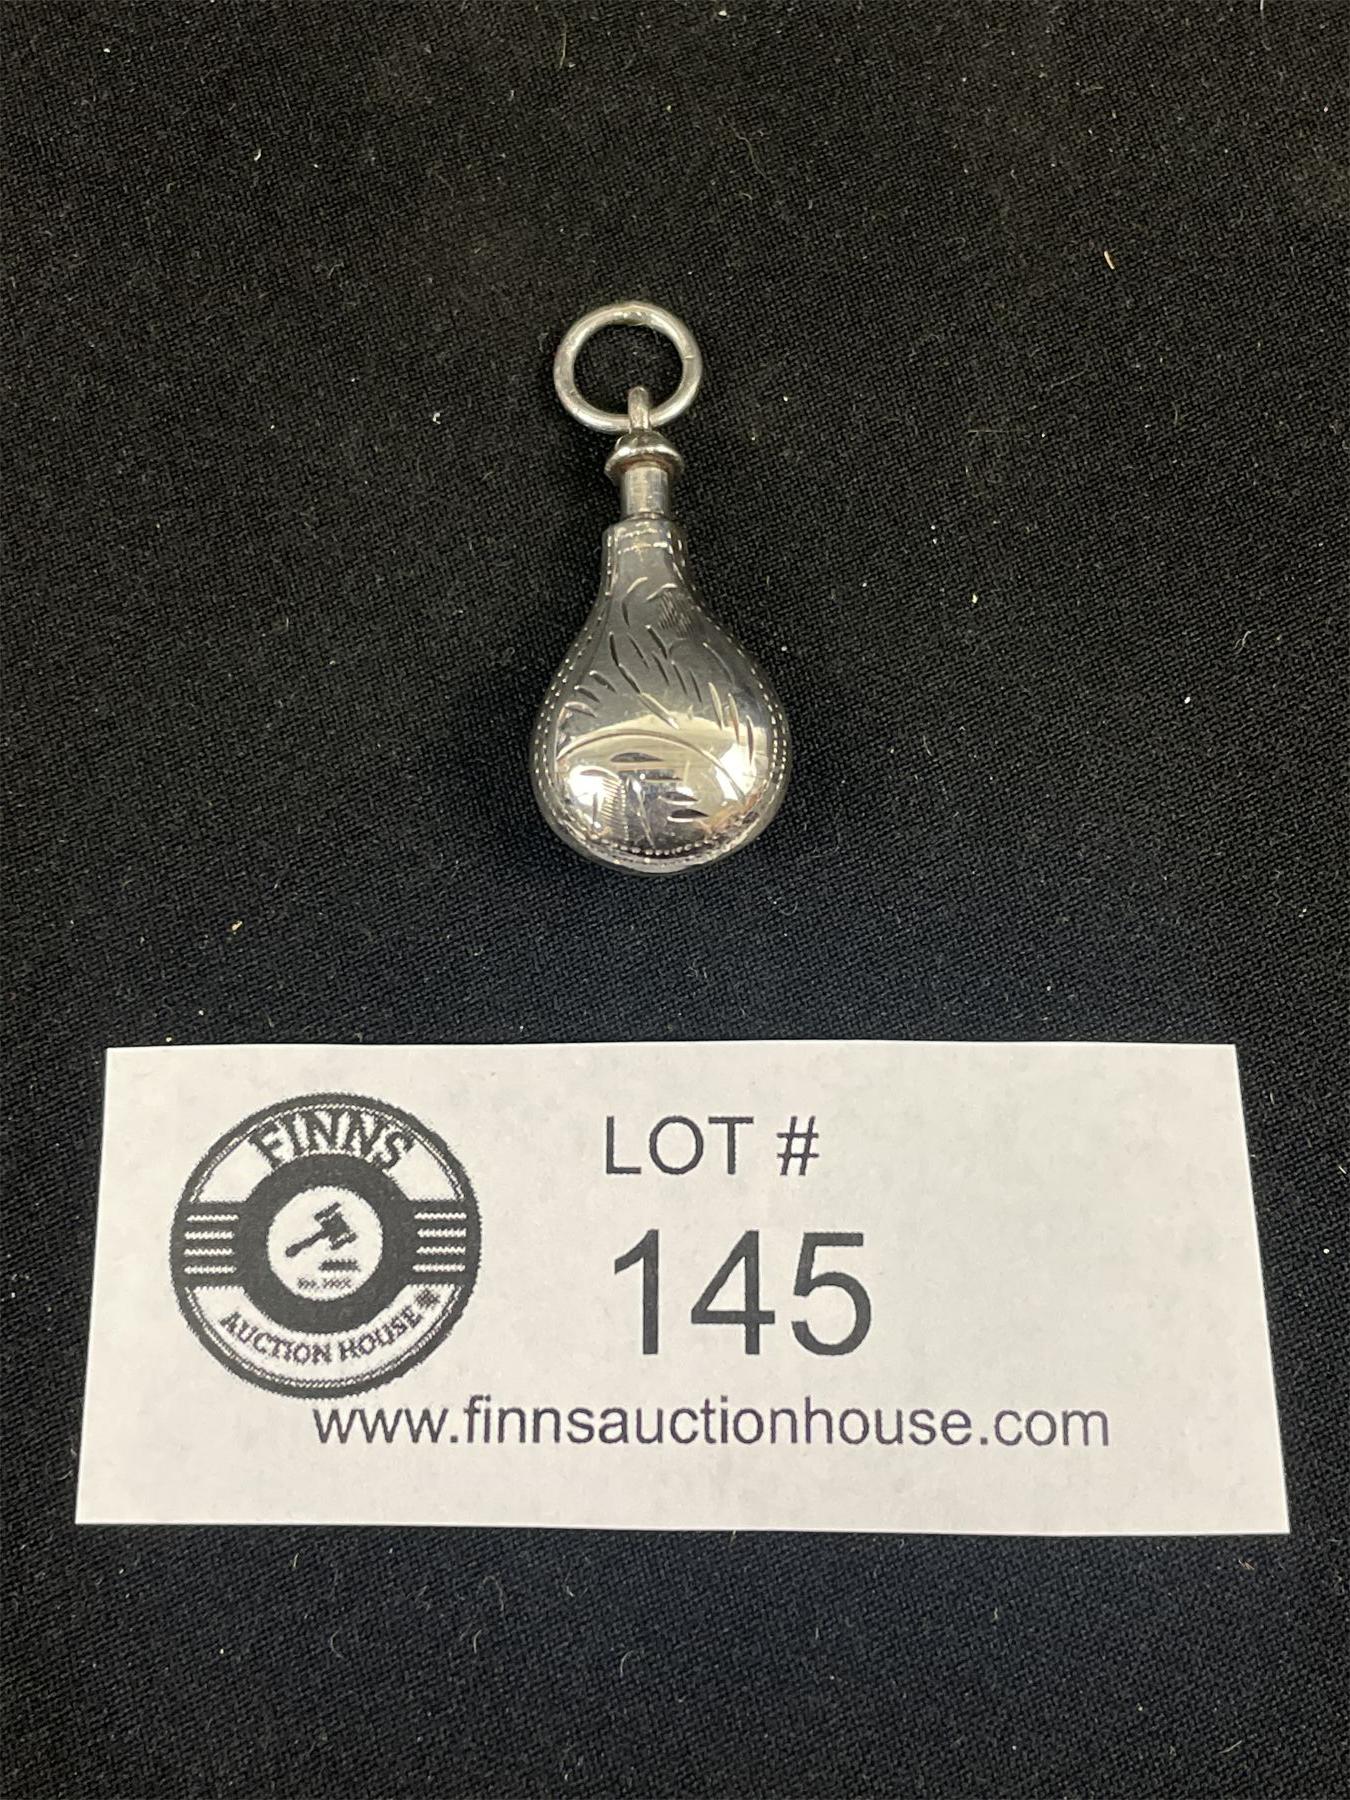 FINNS
AUCTION HOUSE
LOT #
145
www.finnsauctionhouse.com